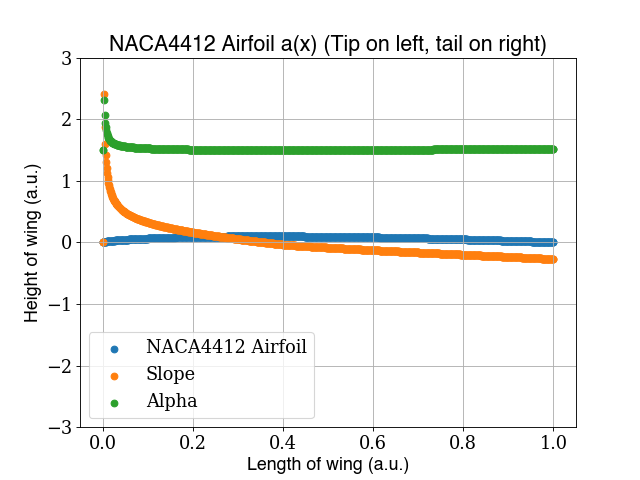 NACA4412 Airfoil a(x) (Tip on left, tail on right)
Height of wing (a.u.)
3
2
1
0
−1
−2
−3
NACA4412 Airfoil
Slope
Alpha
0.0 0.2 0.4 0.6 0.8 1.0
Length of wing (a.u.)